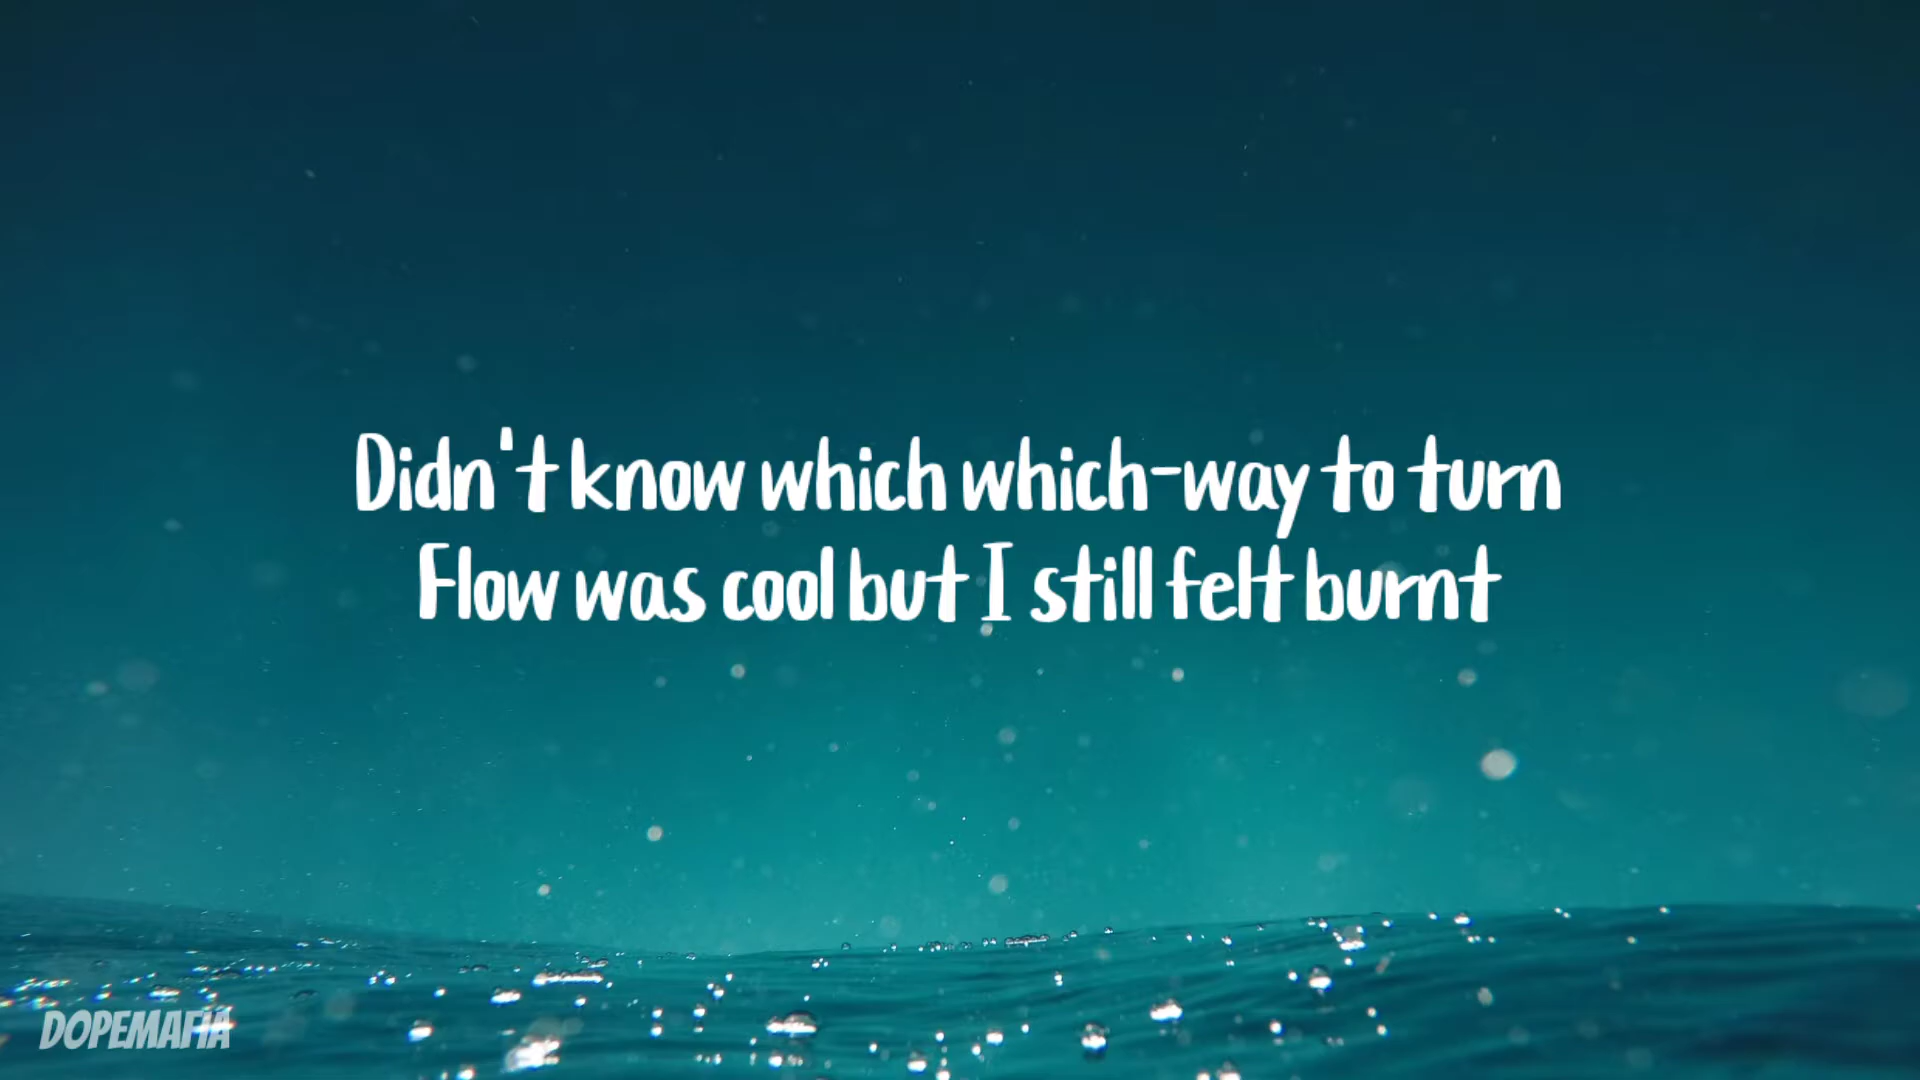 Didn't know which which-way to turn
Flow was cool but I still felt burnt
DOPEMAFIA